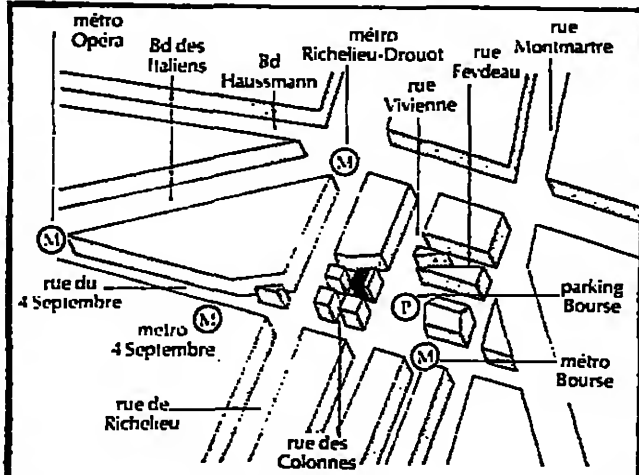 métro
Opéra
Bd des
Italiens
Bd
Haussmann
métro
Richelieu-Drouot
rue
Vivienne
rue
Feydeau
rue
Montmartre
M
M
rue du
4 Septembre
M
metro
4 Septembre
P
parking
Bourse
M
métro
Bourse
rue de
Richelieu
rue des
Colonnes